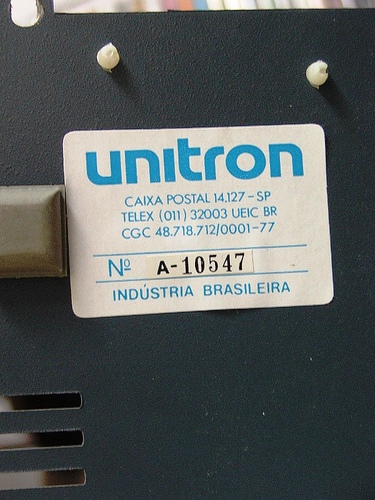 unitron
CAIXA POSTAL 14.127-SP
TELEX (011) 32003 UEIC BR
CGC 48.718.712/0001-77
Nº A-10547
INDÚSTRIA BRASILEIRA